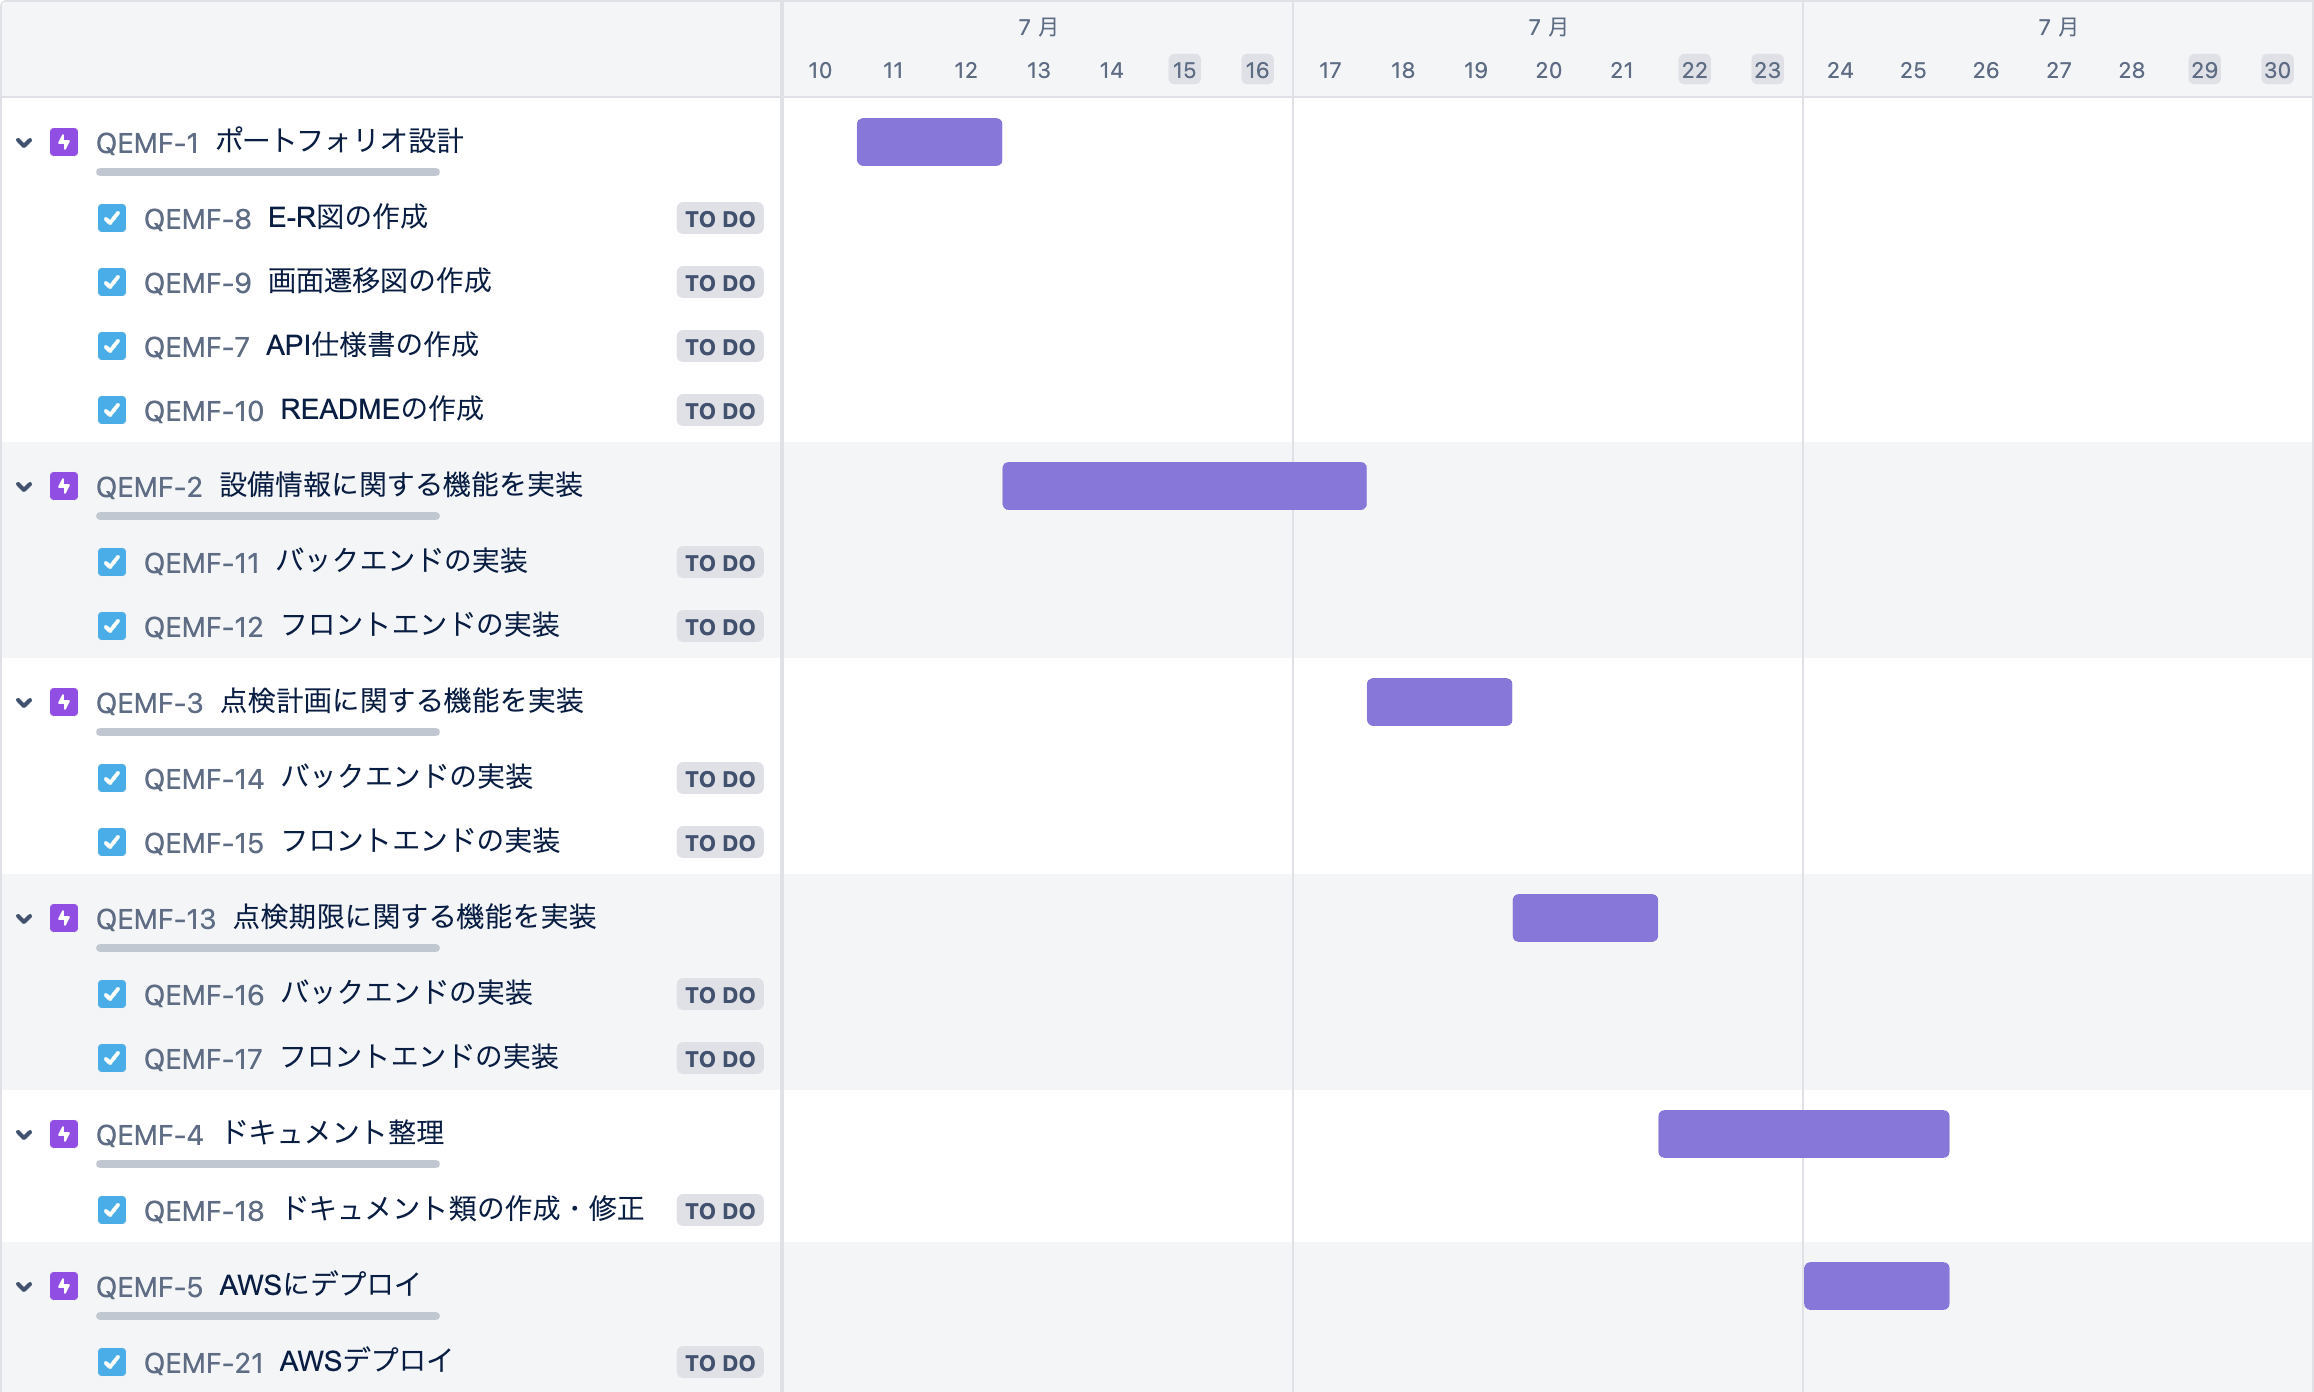 7 月 7 月 7 月
10 11 12 13 14 15 16 17 18 19 20 21 22 23 24 25 26 27 28 29 30
QEMF-1 ポートフォリオ設計
QEMF-8 E-R図の作成 TO DO
QEMF-9 画面遷移図の作成 TO DO
QEMF-7 API仕様書の作成 TO DO
QEMF-10 READMEの作成 TO DO
QEMF-2 設備情報に関する機能を実装
QEMF-11 バックエンドの実装 TO DO
QEMF-12 フロントエンドの実装 TO DO
QEMF-3 点検計画に関する機能を実装
QEMF-14 バックエンドの実装 TO DO
QEMF-15 フロントエンドの実装 TO DO
QEMF-13 点検期限に関する機能を実装
QEMF-16 バックエンドの実装 TO DO
QEMF-17 フロントエンドの実装 TO DO
QEMF-4 ドキュメント整理
QEMF-18 ドキュメント類の作成・修正 TO DO
QEMF-5 AWSにデプロイ
QEMF-21 AWSデプロイ TO DO